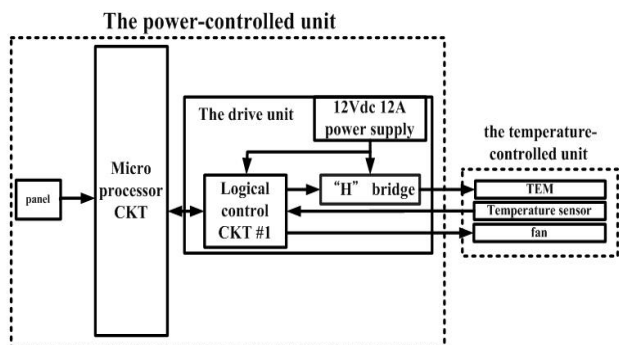 The power-controlled unit
12Vdc 12A
power supply
The drive unit
the temperature-
controlled unit
Micro
processor
CKT
panel
Logical
control
CKT #1
“H” bridge
TEM
Temperature sensor
fan